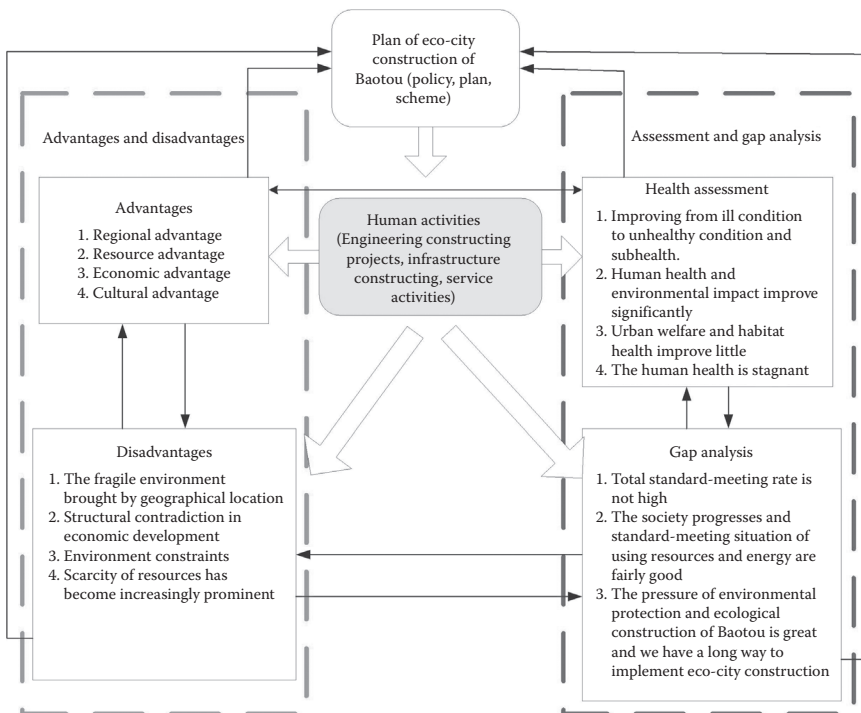 Plan of eco-city
construction of
Baotou (policy, plan,
scheme)
Advantages and disadvantages
Assessment and gap analysis
Advantages
1. Regional advantage
2. Resource advantage
3. Economic advantage
4. Cultural advantage
Human activities
(Engineering constructing
projects, infrastructure
constructing, service
activities)
Health assessment
1. Improving from ill condition
to unhealthy condition and
subhealth.
2. Human health and
environmental impact improve
significantly
3. Urban welfare and habitat
health improve little
4. The human health is stagnant
Disadvantages
1. The fragile environment
brought by geographical location
2. Structural contradiction in
economic development
3. Environment constraints
4. Scarcity of resources has
become increasingly prominent
Gap analysis
1. Total standard-meeting rate is
not high
2. The society progresses and
standard-meeting situation of
using resources and energy are
fairly good
3. The pressure of environmental
protection and ecological
construction of Baotou is great
and we have a long way to
implement eco-city construction